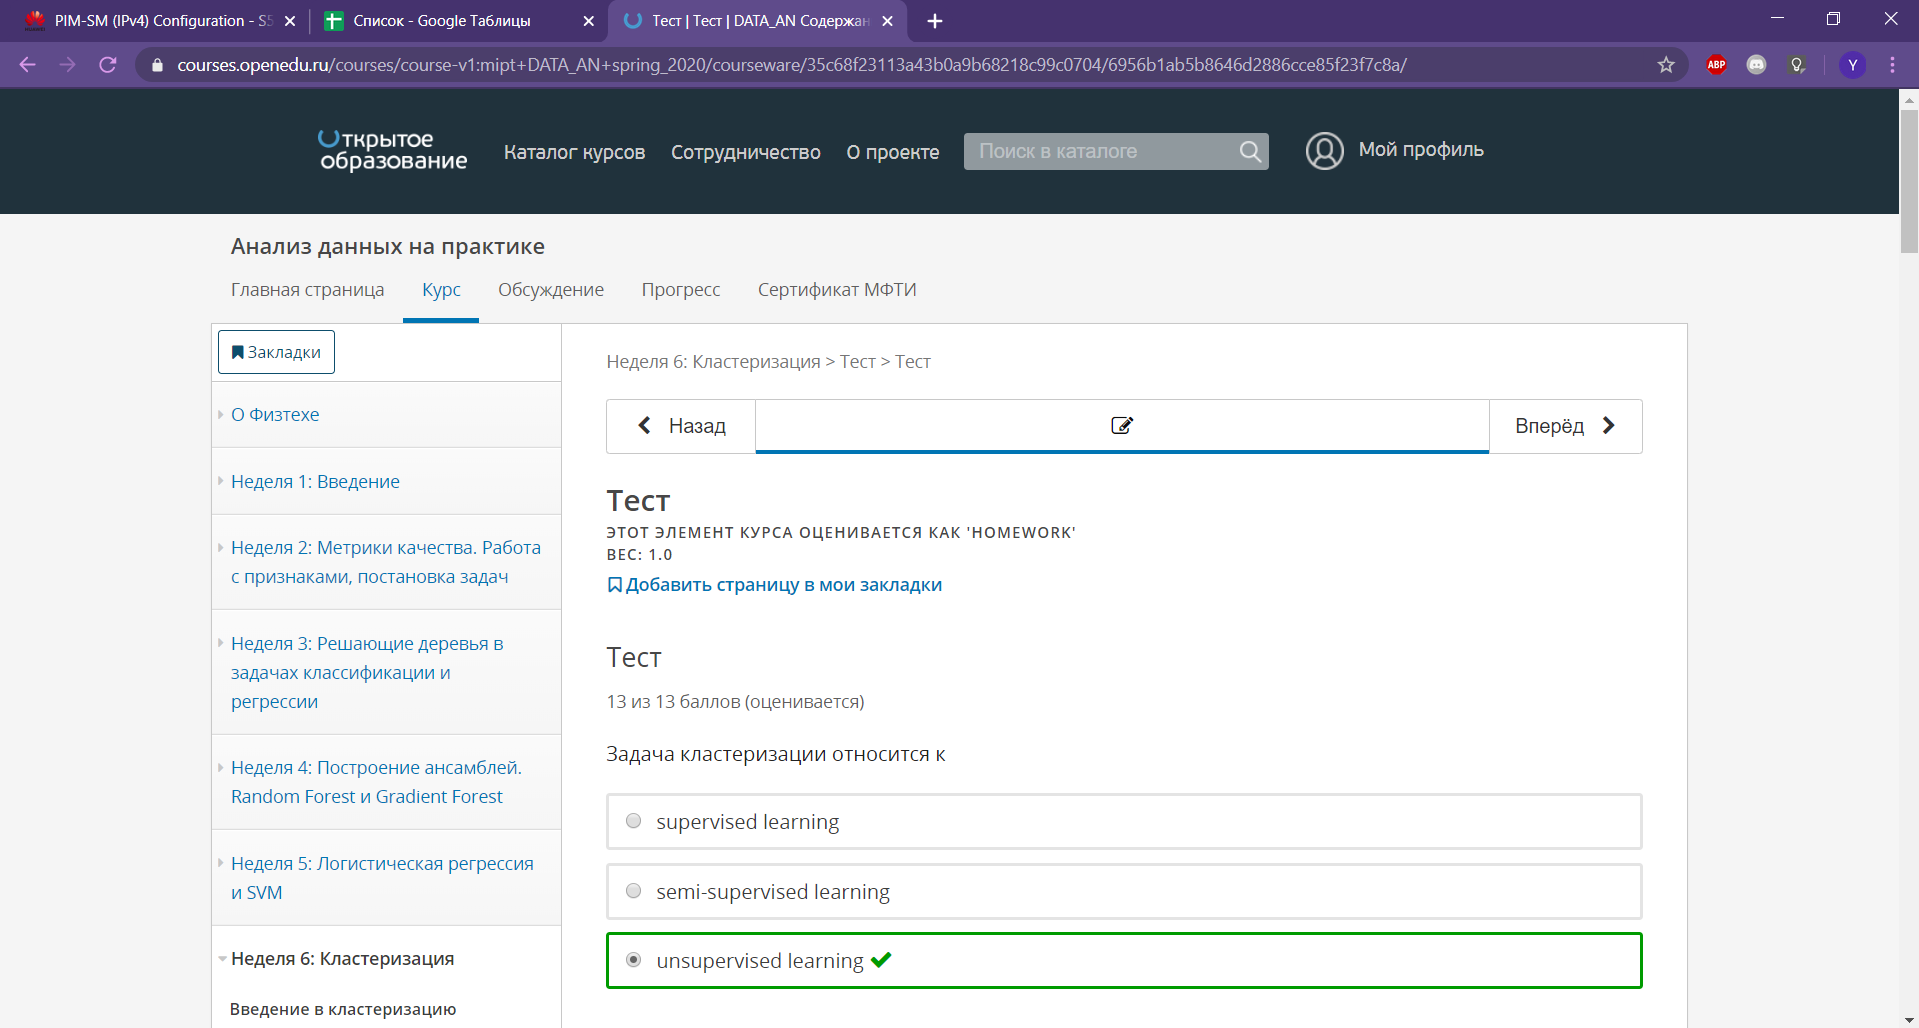 PIM-SM (IPv4) Configuration - S5
Список - Google Таблицы
Тест | Тест | DATA_AN Содержан
courses.openedu.ru/courses/course-v1:mipt+DATA_AN+spring_2020/courseware/35c68f23113a43b0a9b68218c99c0704/6956b1ab5b8646d2886cce85f23f7c8a/
ABP
Y
Открытое
образование
Каталог курсов
Сотрудничество
О проекте
Поиск в каталоге
Мой профиль
Анализ данных на практике
Главная страница
Курс
Обсуждение
Прогресс
Сертификат МФТИ
Закладки
О Физтехе
Неделя 1: Введение
Неделя 2: Метрики качества. Работа
с признаками, постановка задач
Неделя 3: Решающие деревья в
задачах классификации и
регрессии
Неделя 4: Построение ансамблей.
Random Forest и Gradient Forest
Неделя 5: Логистическая регрессия
и SVM
Неделя 6: Кластеризация
Введение в кластеризацию
Неделя 6: Кластеризация > Тест > Тест
Назад
Вперёд
Тест
ЭТОТ ЭЛЕМЕНТ КУРСА ОЦЕНИВАЕТСЯ КАК 'HOMEWORK'
ВЕС: 1.0
Добавить страницу в мои закладки
Тест
13 из 13 баллов (оценивается)
Задача кластеризации относится к
supervised learning
semi-supervised learning
unsupervised learning